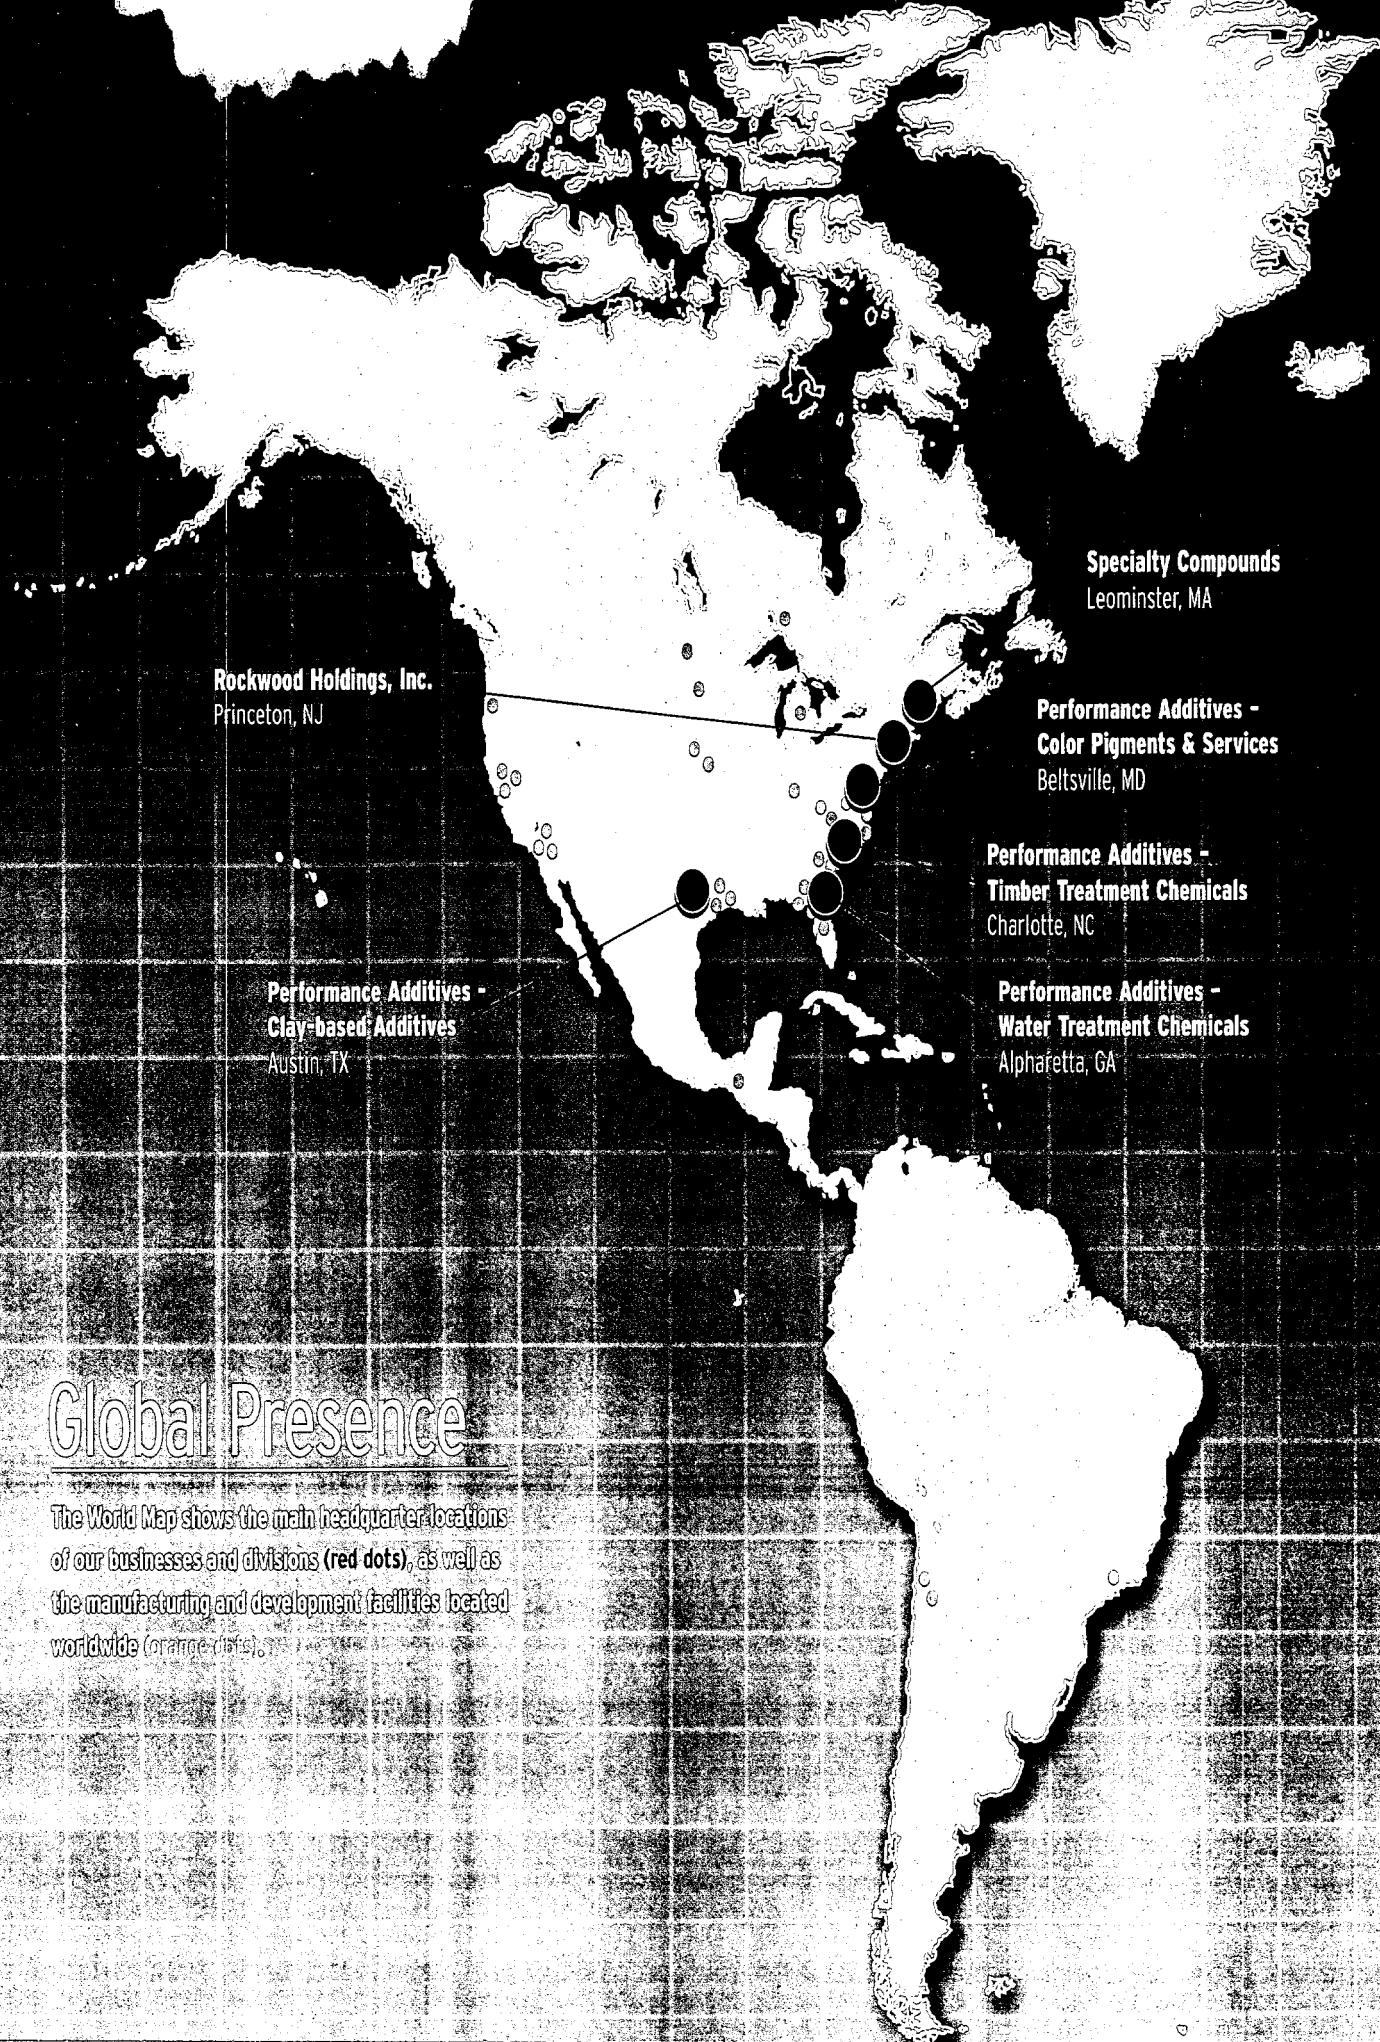 Specialty Compounds
Leominster, MA
Rockwood Holdings, Inc.
Princeton, NJ
Performance Additives -
Color Pigments & Services
Beltsville, MD
Performance Additives -
Timber Treatment Chemicals
Charlotte, NC
Performance Additives -
Clay-based Additives
Austin, TX
Performance Additives -
Water Treatment Chemicals
Alpharetta, GA
Global Presence
The World Map shows the main headquarter locations
of our businesses and divisions (red dots), as well as
the manufacturing and development facilities located
worldwide (orange dots).